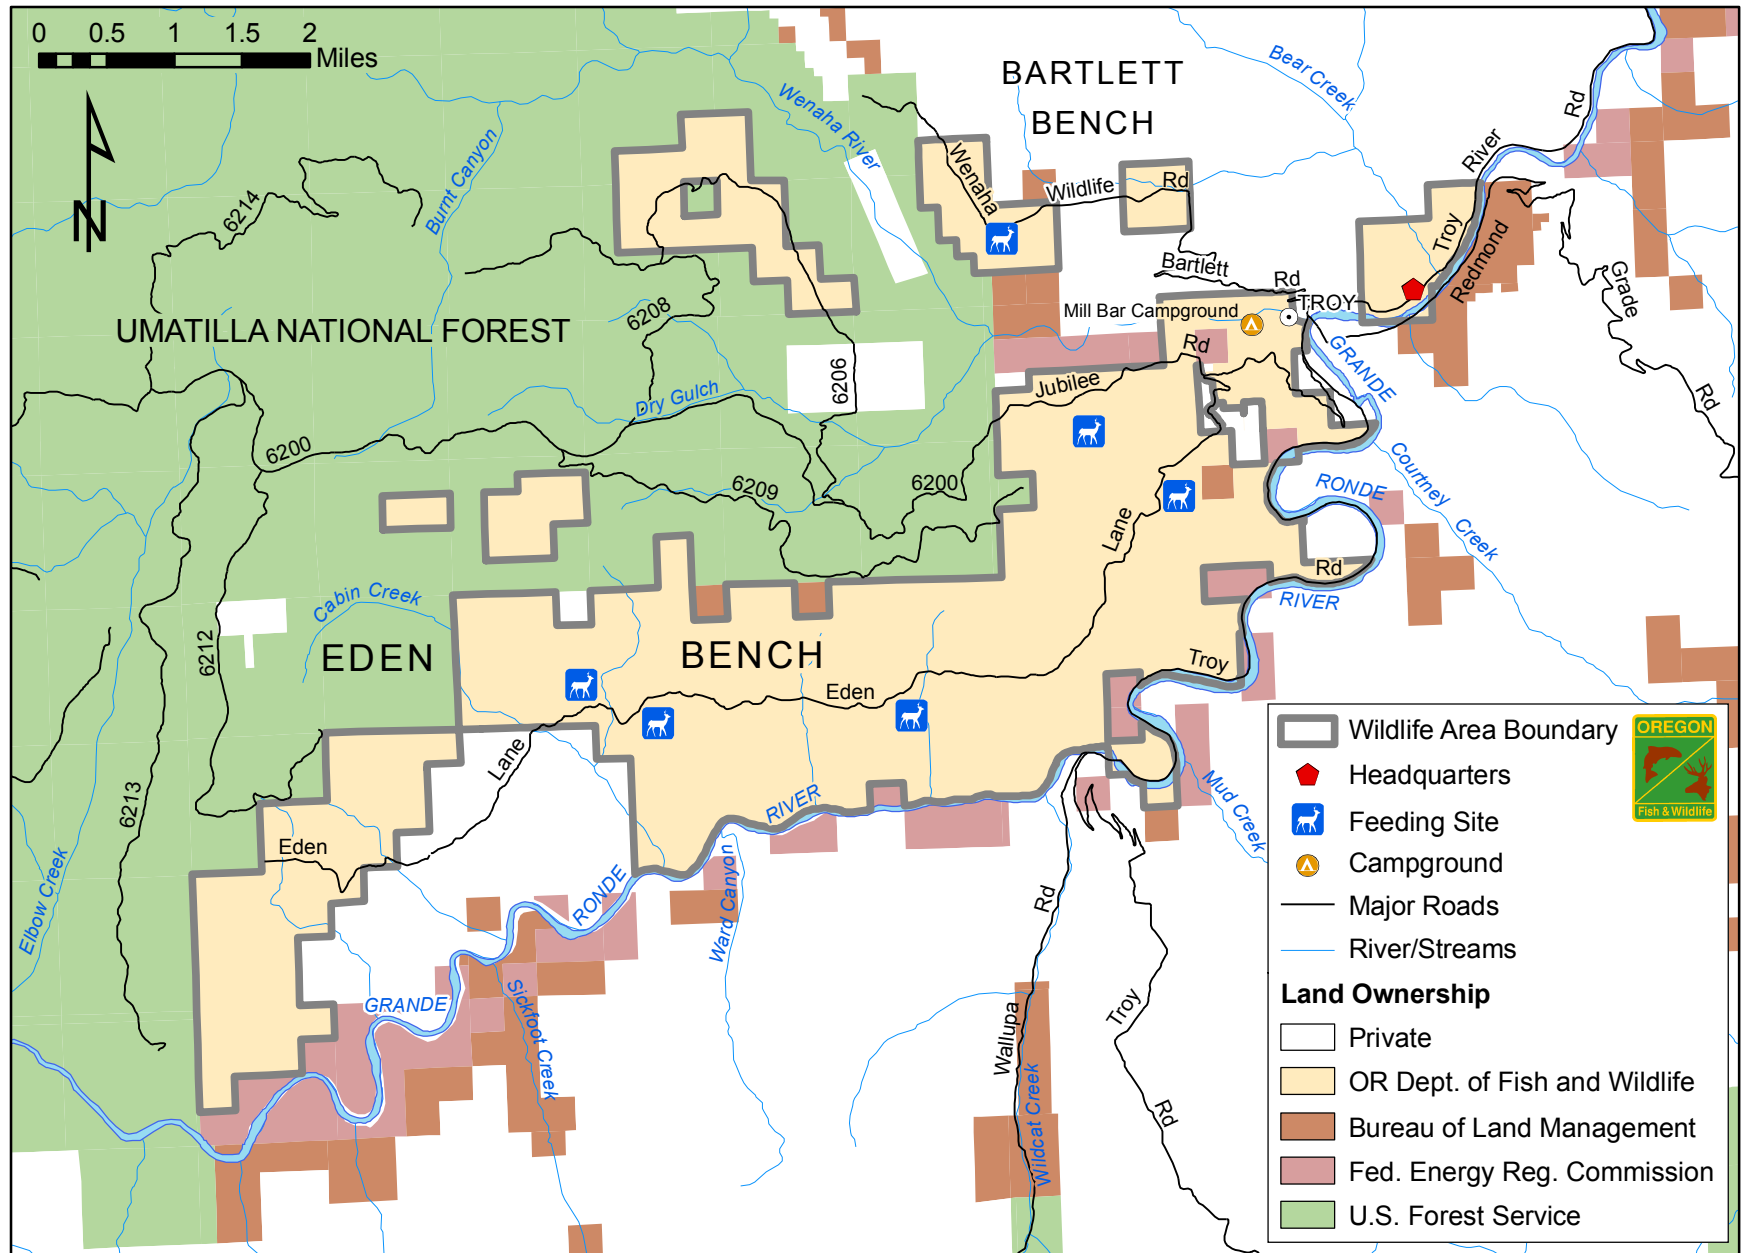 0 0.5 1 1.5 2
Miles
N
BARTLETT
BENCH
Bear Creek
Wenaha River
Burnt Canyon
6214
River
Rd
Wenaha
Wildlife
Rd
Troy
Redmond
Grade
Rd
Bartlett
Rd
TROY
Mill Bar Campground
6208
UMATILLA NATIONAL FOREST
6206
Rd
Jubilee
GRANDE
Dry Gulch
6200
6209
6200
Courtney Creek
RONDE
Lane
Rd
RIVER
Cabin Creek
6212
EDEN
BENCH
Troy
Eden
Lane
6213
RIVER
Mud Creek
Eden
Elbow Creek
RONDE
Ward Canyon
Rd
GRANDE
Sickfoot Creek
Wallupa
Troy
Wildcat Creek
Rd
Wildlife Area Boundary
OREGON
Fish & Wildlife
Headquarters
Feeding Site
Campground
Major Roads
River/Streams
Land Ownership
Private
OR Dept. of Fish and Wildlife
Bureau of Land Management
Fed. Energy Reg. Commission
U.S. Forest Service